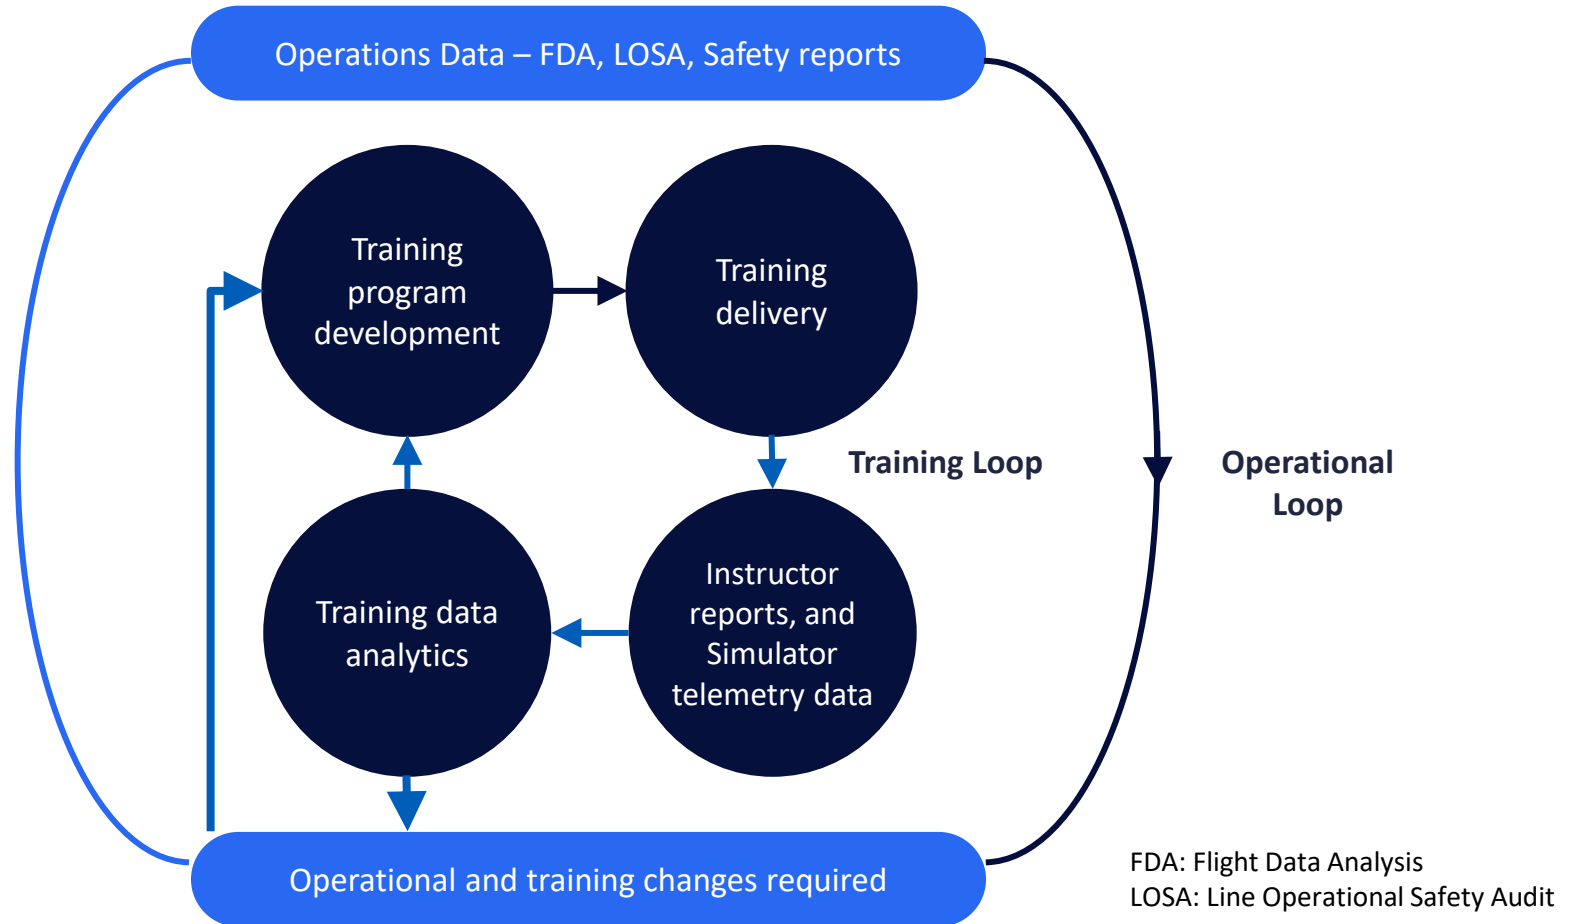 Operations Data – FDA, LOSA, Safety reports
Training
program
development
Training
delivery
Training Loop
Operational
Loop
Training data
analytics
Instructor
reports, and
Simulator
telemetry data
Operational and training changes required
FDA: Flight Data Analysis
LOSA: Line Operational Safety Audit